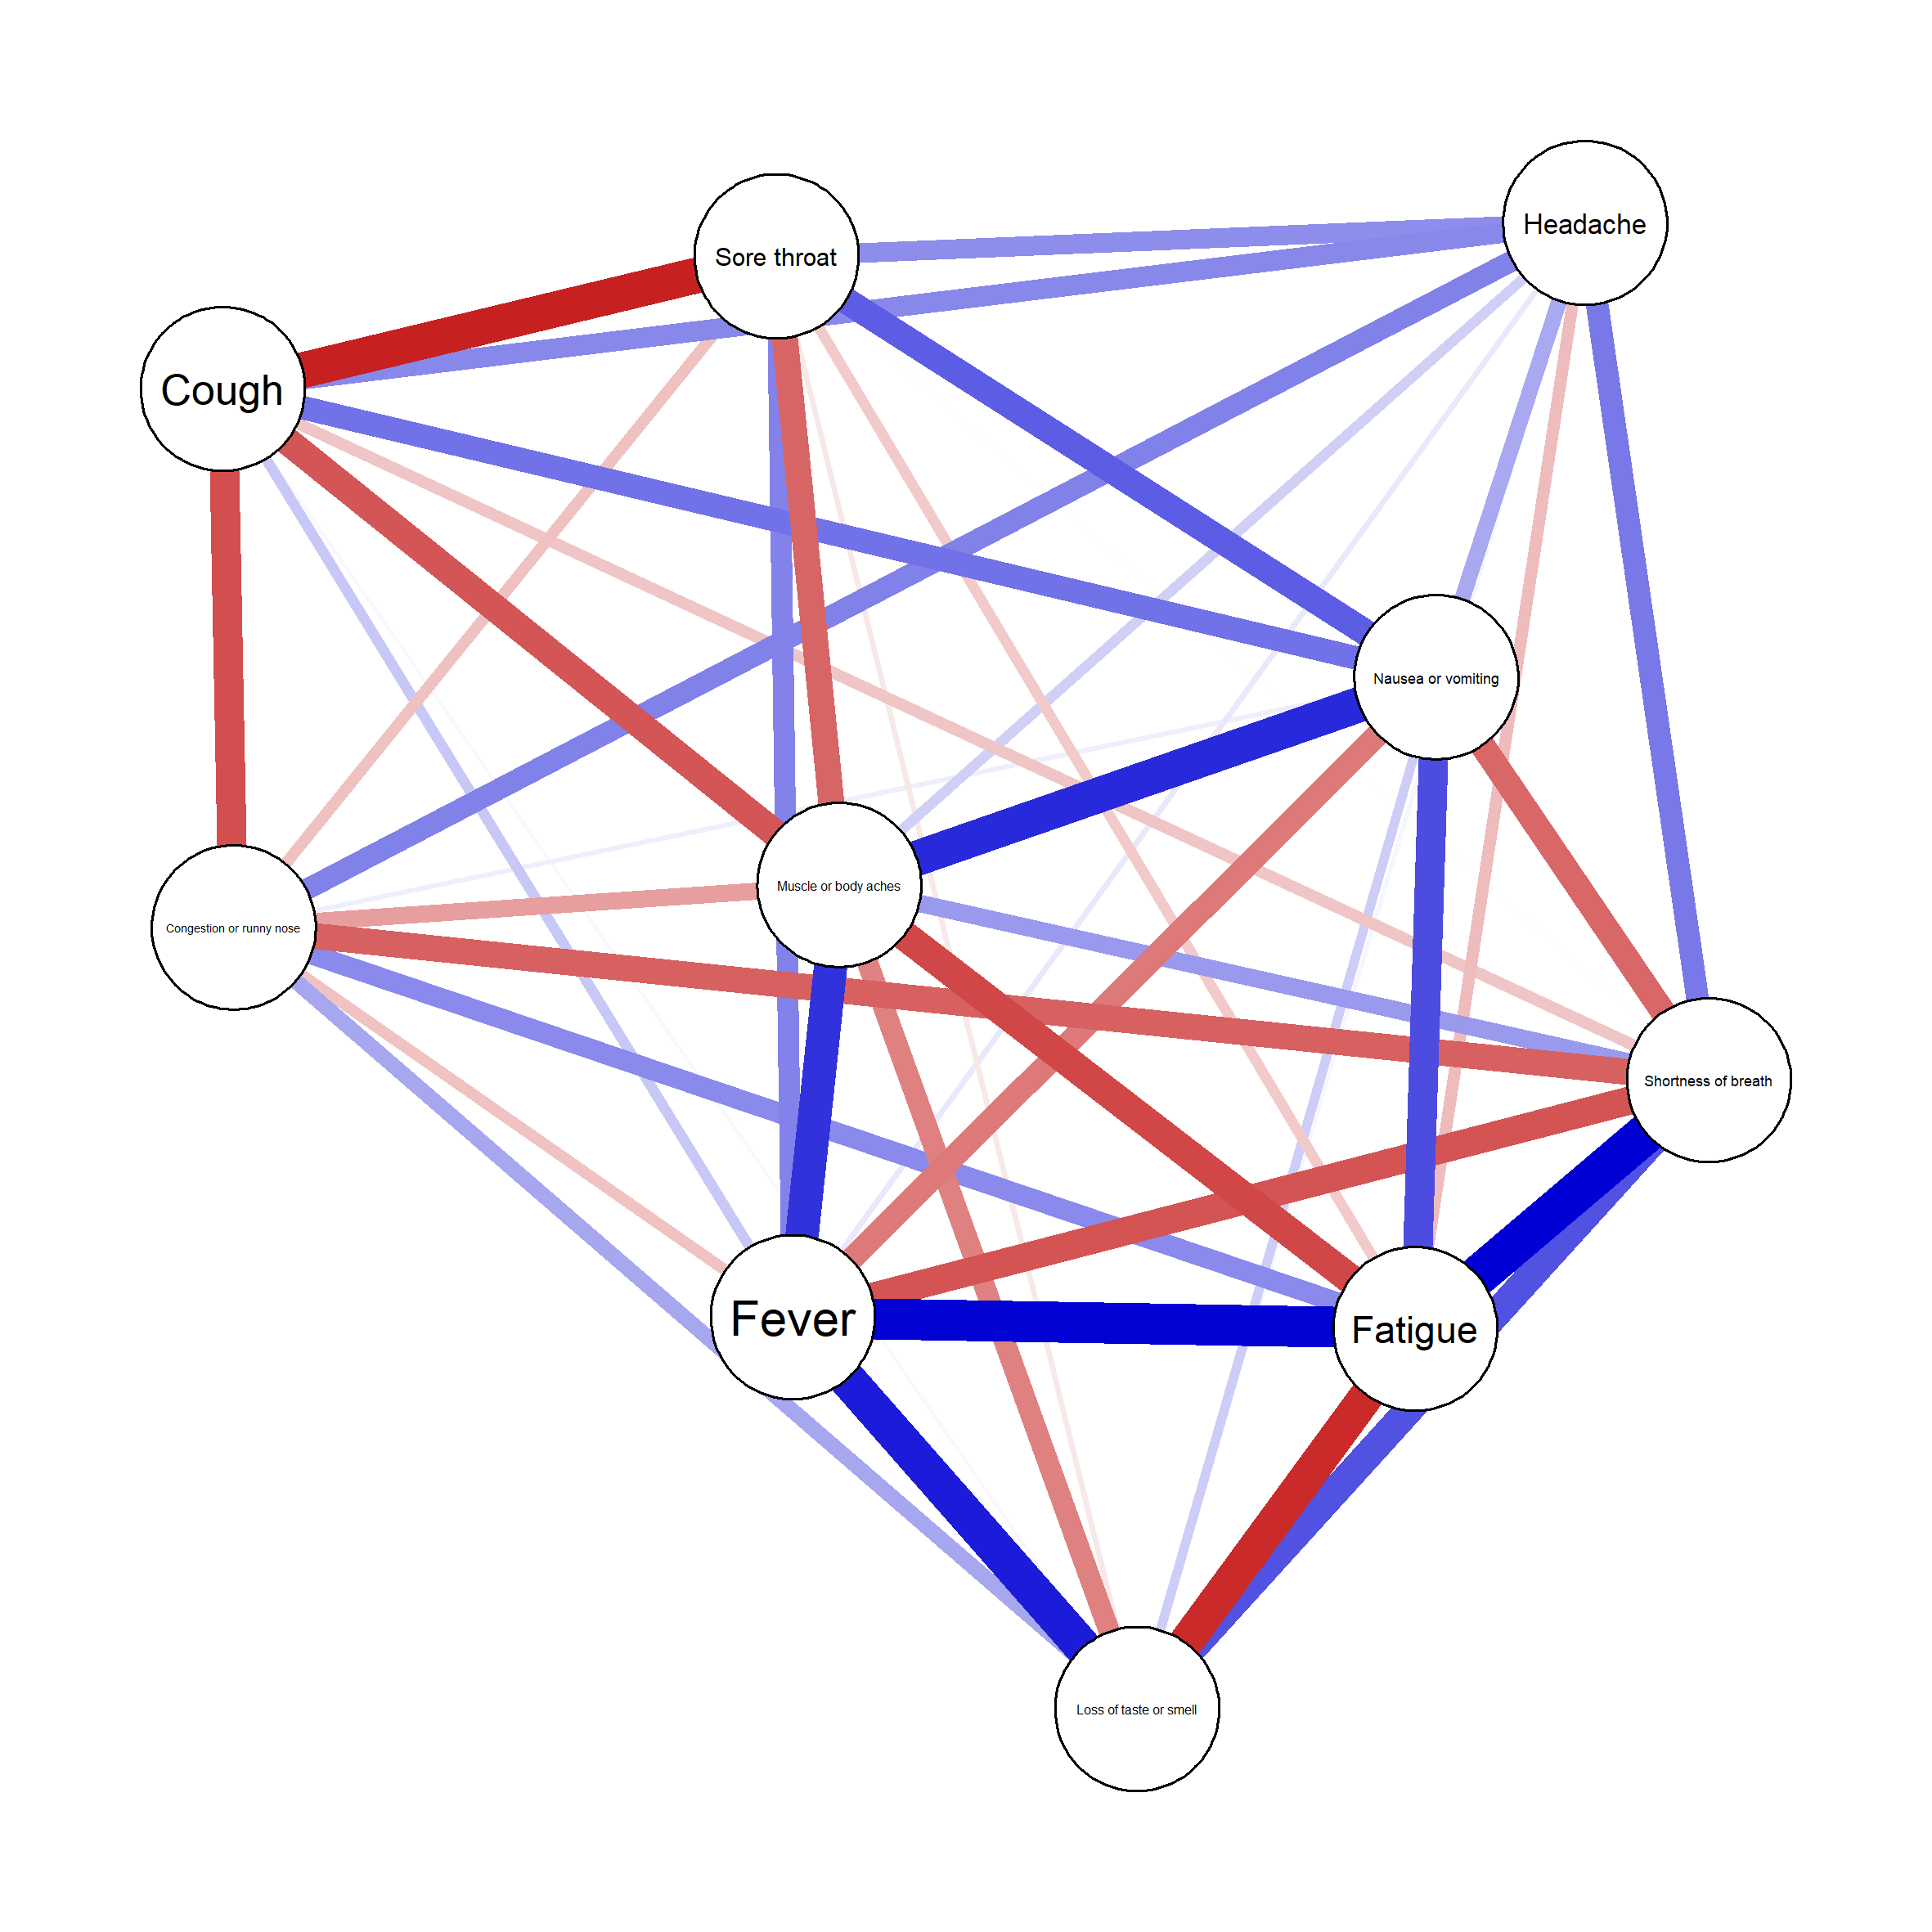 Headache
Sore throat
Cough
Nausea or vomiting
Muscle or body aches
Congestion or runny nose
Shortness of breath
Fever
Fatigue
Loss of taste or smell